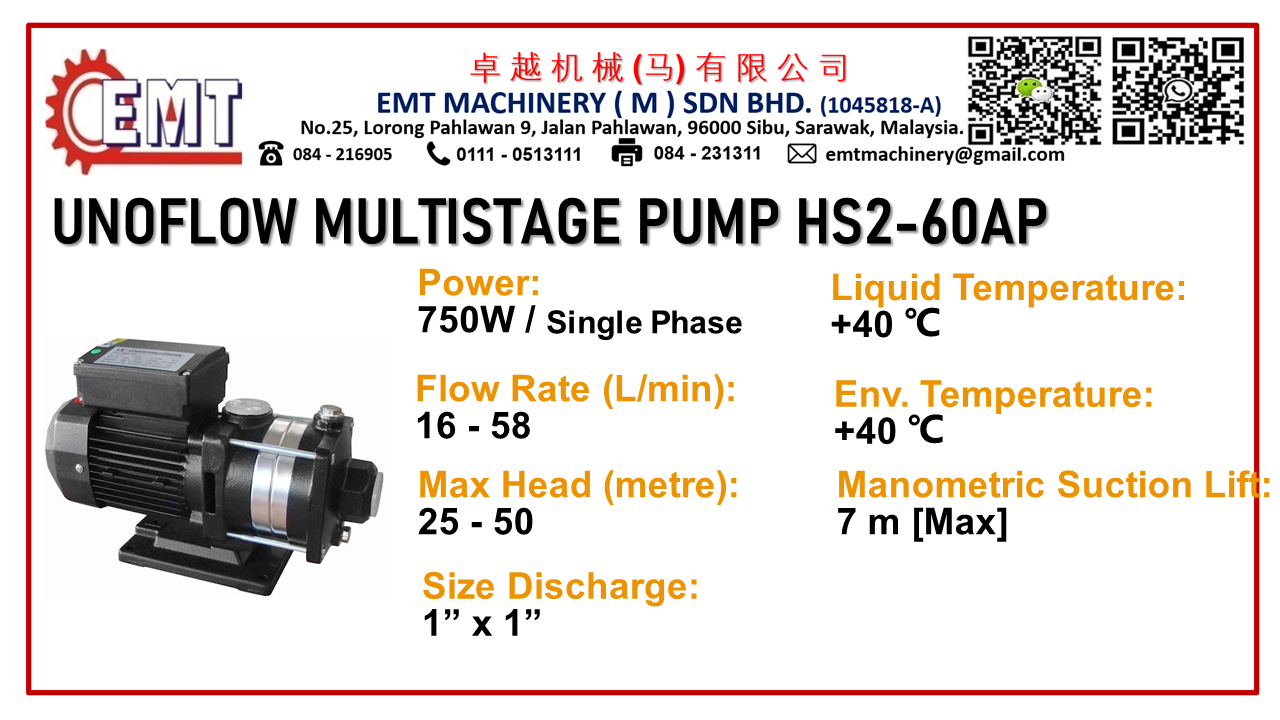 EMT
卓越机械(马)有限公司
EMT MACHINERY ( M ) SDN BHD. (1045818-A)
No.25, Lorong Pahlawan 9, Jalan Pahlawan, 96000 Sibu, Sarawak, Malaysia.
084 - 216905 0111 - 0513111 084 - 231311 emtmachinery@gmail.com
UNOFLOW MULTISTAGE PUMP HS2-60AP
Power:
750W / Single Phase
Flow Rate (L/min):
16 - 58
Max Head (metre):
25 - 50
Size Discharge:
1” x 1”
Liquid Temperature:
+40 ℃
Env. Temperature:
+40 ℃
Manometric Suction Lift:
7 m [Max]